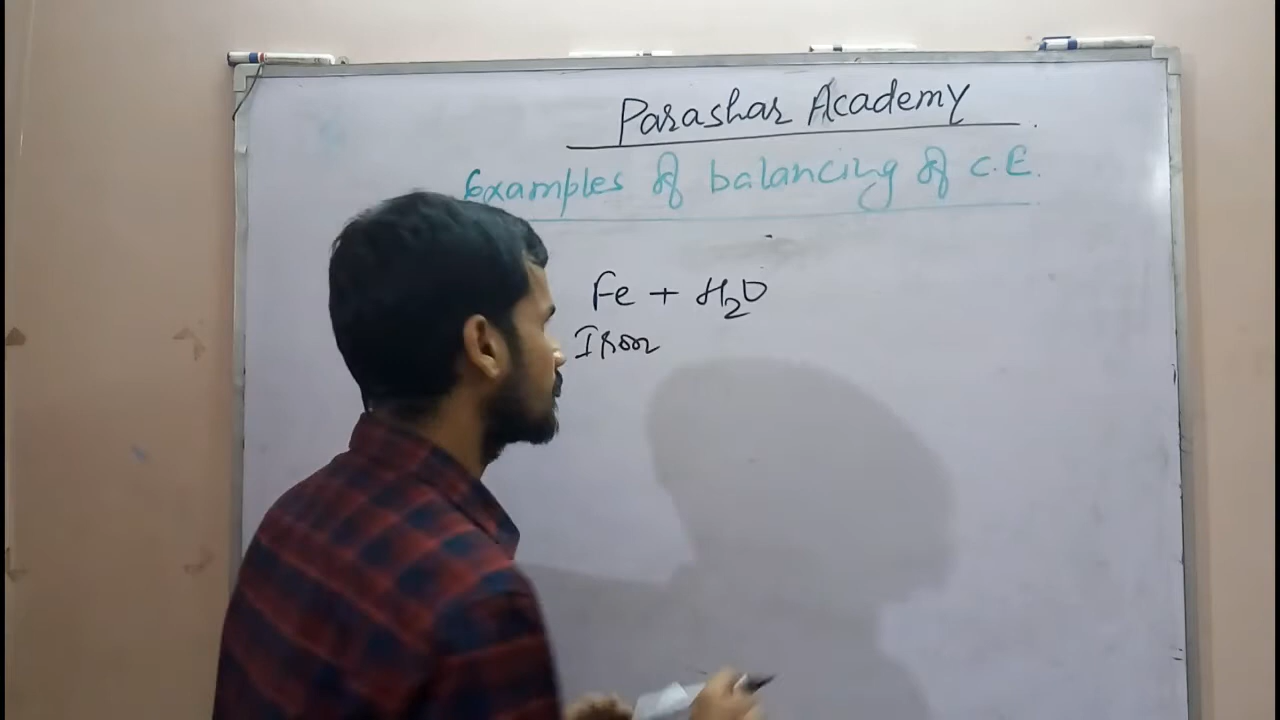 Parashar Academy
Examples of balancing of C.E.
Fe + H2O
Iron